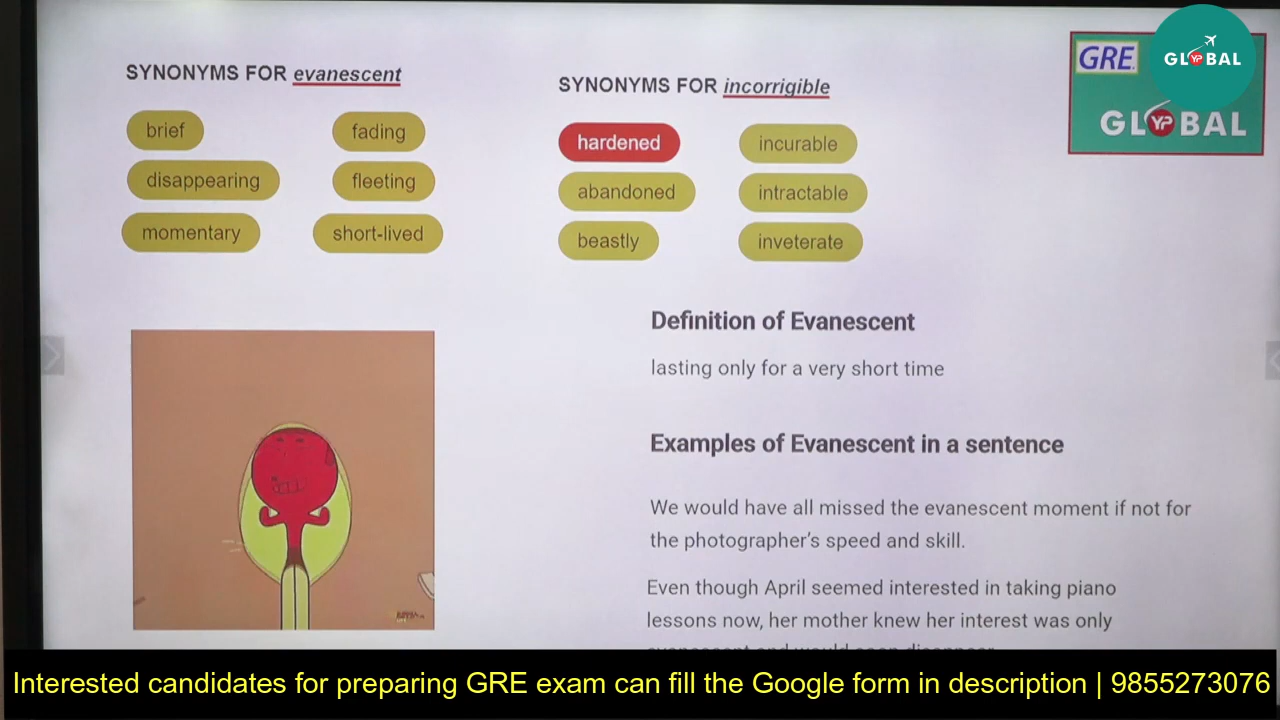 SYNONYMS FOR evanescent
brief
fading
disappearing
fleeting
momentary
short-lived
SYNONYMS FOR incorrigible
hardened
incurable
abandoned
intractable
beastly
inveterate
GRE
GLYPBAL
GLYPBAL
Definition of Evanescent
lasting only for a very short time
Examples of Evanescent in a sentence
We would have all missed the evanescent moment if not for
the photographer's speed and skill.
Even though April seemed interested in taking piano
lessons now, her mother knew her interest was only
Interested candidates for preparing GRE exam can fill the Google form in description | 9855273076